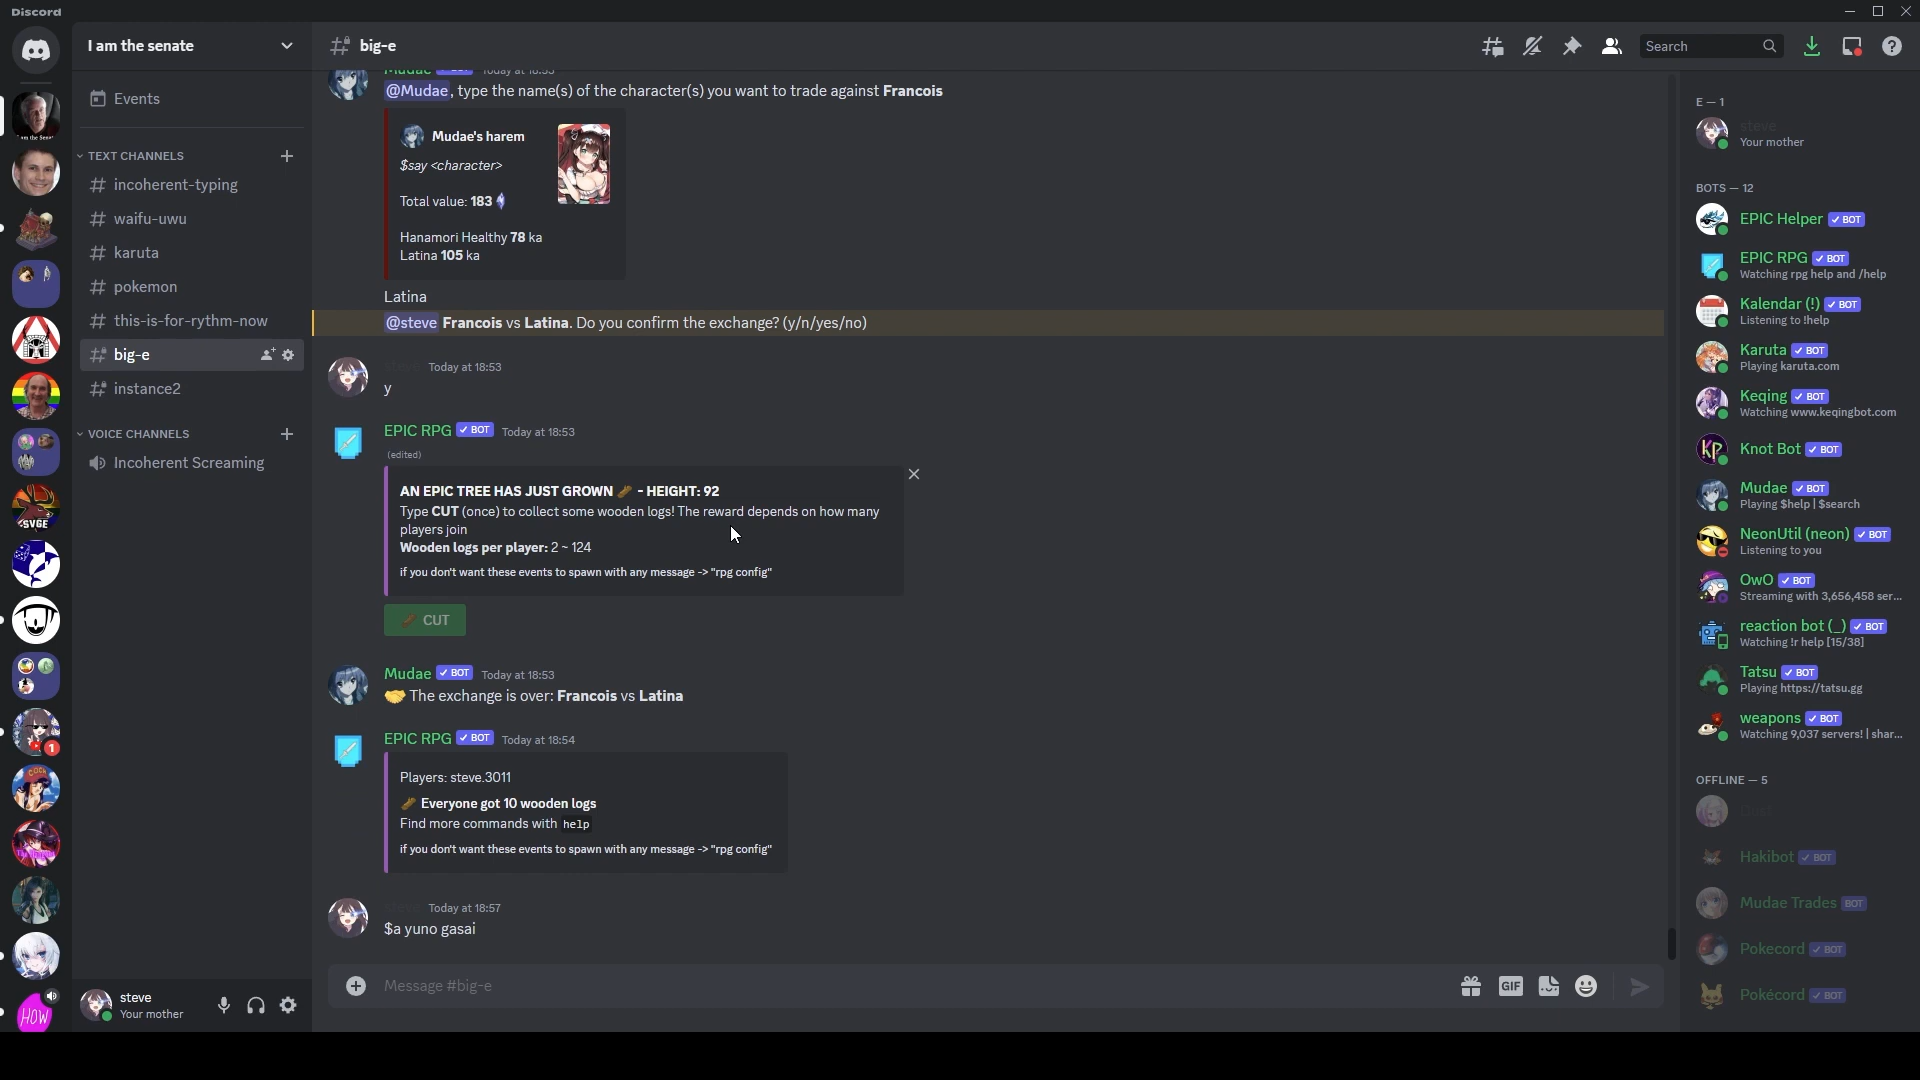 Discord
I am the senate
Events
TEXT CHANNELS
incoherent-typing
waifu-uwu
karuta
pokemon
this-is-for-rythm-now
big-e
instance2
VOICE CHANNELS
Incoherent Screaming
steve
Your mother
SVGE
1
HOW
big-e
Search
Mudae BOT Today at 18:53
@Mudae, type the name(s) of the character(s) you want to trade against Francois
Mudae's harem
$say <character>
Total value: 183
Hanamori Healthy 78 ka
Latina 105 ka
Latina
@steve Francois vs Latina. Do you confirm the exchange? (y/n/yes/no)
steve Today at 18:53
y
EPIC RPG BOT Today at 18:53
(edited)
AN EPIC TREE HAS JUST GROWN - HEIGHT: 92
Type CUT (once) to collect some wooden logs! The reward depends on how many
players join
Wooden logs per player: 2 ~ 124
if you don't want these events to spawn with any message -> "rpg config"
CUT
Mudae BOT Today at 18:53
The exchange is over: Francois vs Latina
EPIC RPG BOT Today at 18:54
Players: steve.3011
Everyone got 10 wooden logs
Find more commands with help
if you don't want these events to spawn with any message -> "rpg config"
steve Today at 18:57
$a yuno gasai
Message #big-e
GIF
E — 1
steve
Your mother
BOTS — 12
EPIC Helper BOT
EPIC RPG BOT
Watching rpg help and /help
Kalendar (!) BOT
Listening to !help
Karuta BOT
Playing karuta.com
Keqing BOT
Watching www.keqingbot.com
Knot Bot BOT
Mudae BOT
Playing $help | $search
NeonUtil (neon) BOT
Listening to you
OwO BOT
Streaming with 3,656,458 ser...
reaction bot (_) BOT
Watching !r help [15/38]
Tatsu BOT
Playing https://tatsu.gg
weapons BOT
Watching 9,037 servers! | shar...
OFFLINE — 5
Hakibot BOT
Mudae Trades BOT
Pokecord BOT
Pokécord BOT